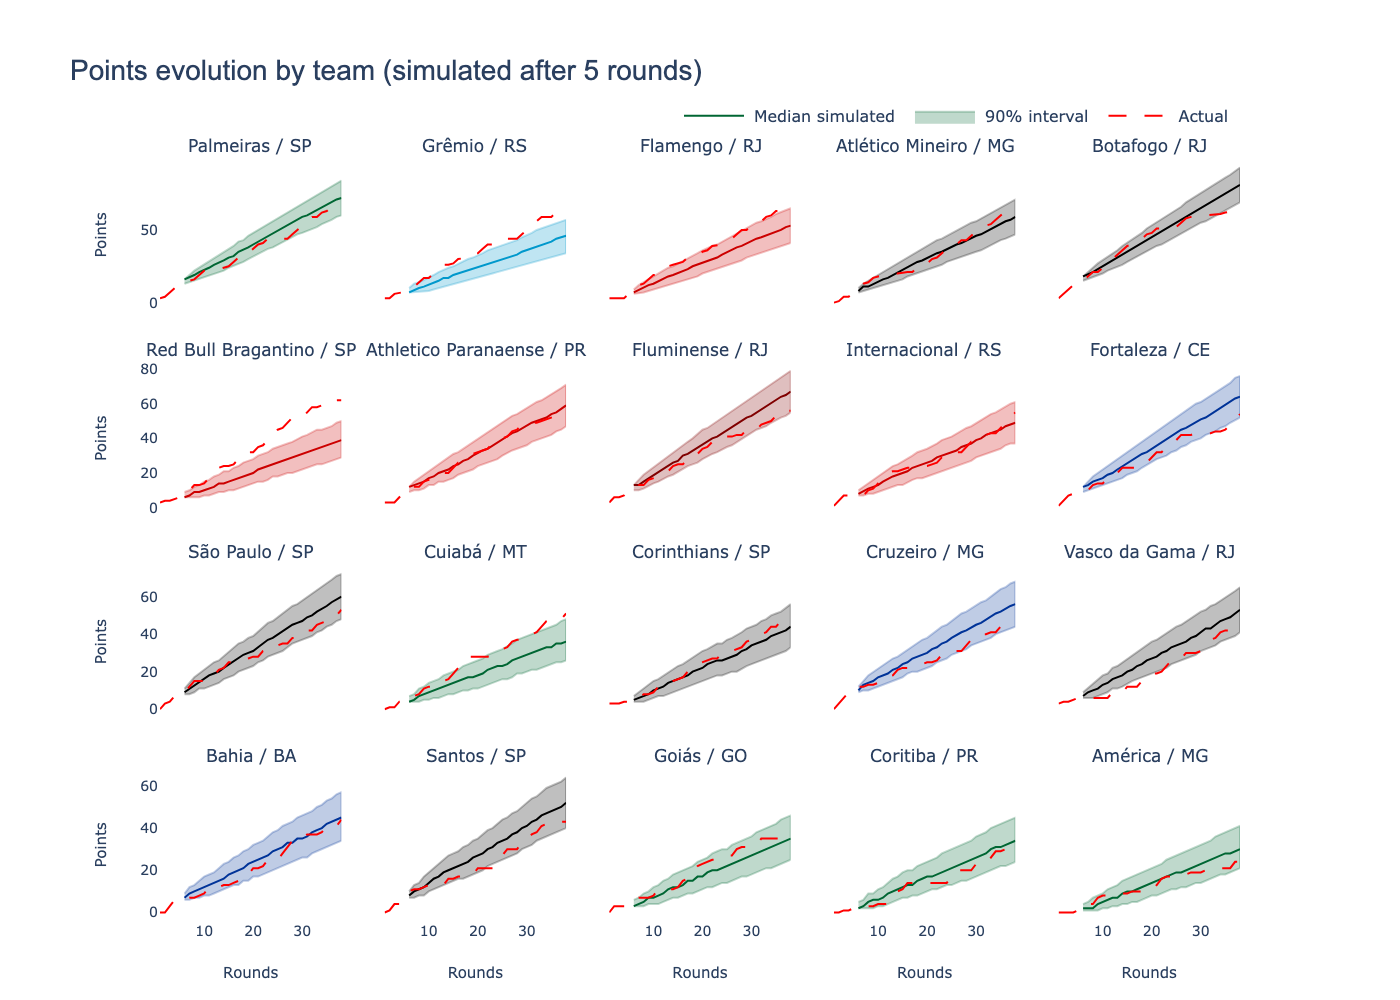 Points evolution by team (simulated after 5 rounds)
Median simulated 90% interval Actual
Palmeiras / SP Grêmio / RS Flamengo / RJ Atlético Mineiro / MG Botafogo / RJ
Points
50
0
Red Bull Bragantino / SP Athletico Paranaense / PR Fluminense / RJ Internacional / RS Fortaleza / CE
Points
80
60
40
20
0
São Paulo / SP Cuiabá / MT Corinthians / SP Cruzeiro / MG Vasco da Gama / RJ
Points
60
40
20
0
Bahia / BA Santos / SP Goiás / GO Coritiba / PR América / MG
Points
60
40
20
0
10 20 30 10 20 30 10 20 30 10 20 30 10 20 30
Rounds Rounds Rounds Rounds Rounds